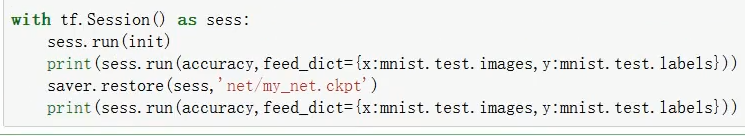 with tf.Session() as sess:
    sess.run(init)
    print(sess.run(accuracy,feed_dict={x:mnist.test.images,y:mnist.test.labels}))
    saver.restore(sess,'net/my_net.ckpt')
    print(sess.run(accuracy,feed_dict={x:mnist.test.images,y:mnist.test.labels}))